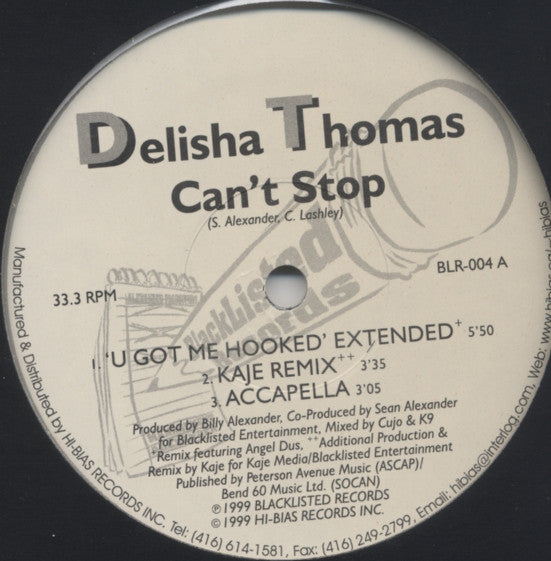 Delisha Thomas
Can't Stop
(S. Alexander, C. Lashley)
BlackListed
Records
33.3 RPM
BLR-004 A
1. 'U GOT ME HOOKED' EXTENDED+ 5'50
2. KAJE REMIX++ 3'35
3. ACCAPELLA 3'05
Produced by Billy Alexander, Co-Produced by Sean Alexander
for Blacklisted Entertainment, Mixed by Cujo & K9
+Remix featuring Angel Dus, ++Additional Production &
Remix by Kaje for Kaje Media/Blacklisted Entertainment
Published by Peterson Avenue Music (ASCAP)/
Bend 60 Music Ltd. (SOCAN)
℗ 1999 BLACKLISTED RECORDS
© 1999 HI-BIAS RECORDS INC.
Manufactured & Distributed by HI-BIAS RECORDS INC. Tel: (416) 614-1581, Fax: (416) 249-2799, Email: hibias@interlog.com, Web: www.hibias